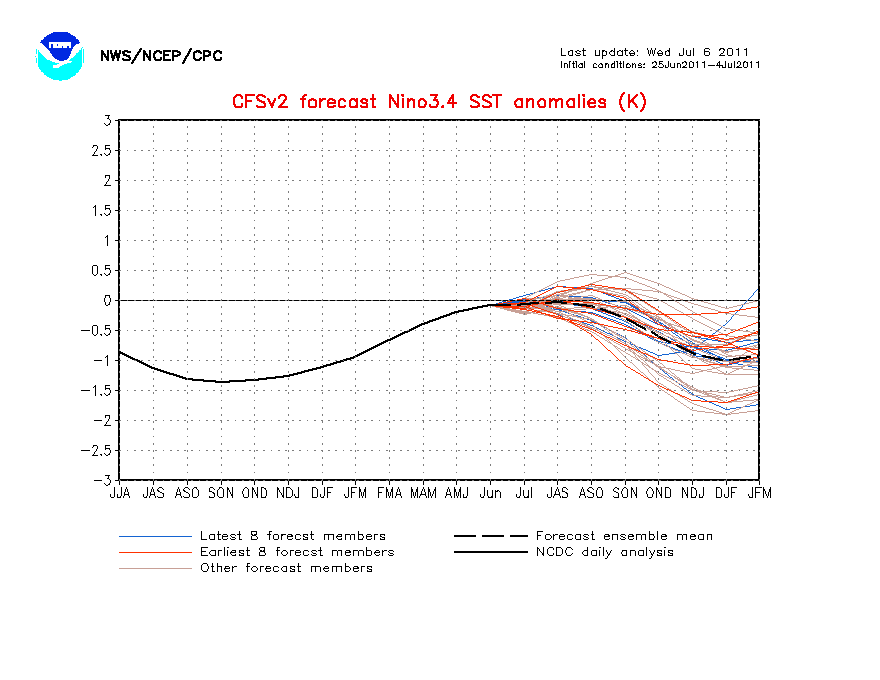 NOAA
NWS/NCEP/CPC
Last update: Wed Jul 6 2011
Initial conditions: 25Jun2011–4Jul2011
CFSv2 forecast Nino3.4 SST anomalies (K)
3
2.5
2
1.5
1
0.5
0
−0.5
−1
−1.5
−2
−2.5
−3
JJA JAS ASO SON OND NDJ DJF JFM FMA MAM AMJ Jun Jul JAS ASO SON OND NDJ DJF JFM
Latest 8 forecst members
Earliest 8 forecst members
Other forecast members
Forecast ensemble mean
NCDC daily analysis